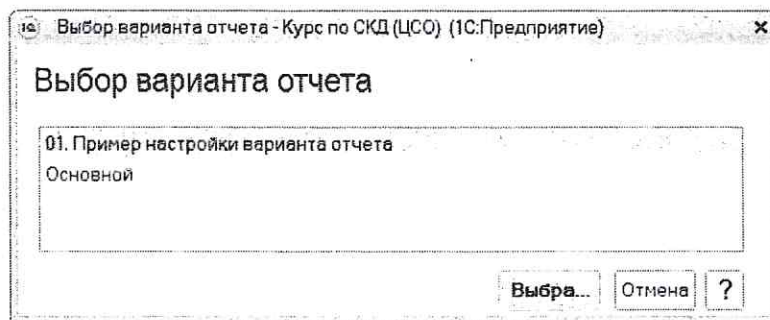 1С Выбор варианта отчета - Курс по СКД (ЦСО) (1С:Предприятие) ×
Выбор варианта отчета
01. Пример настройки варианта отчета
Основной
Выбра... Отмена ?